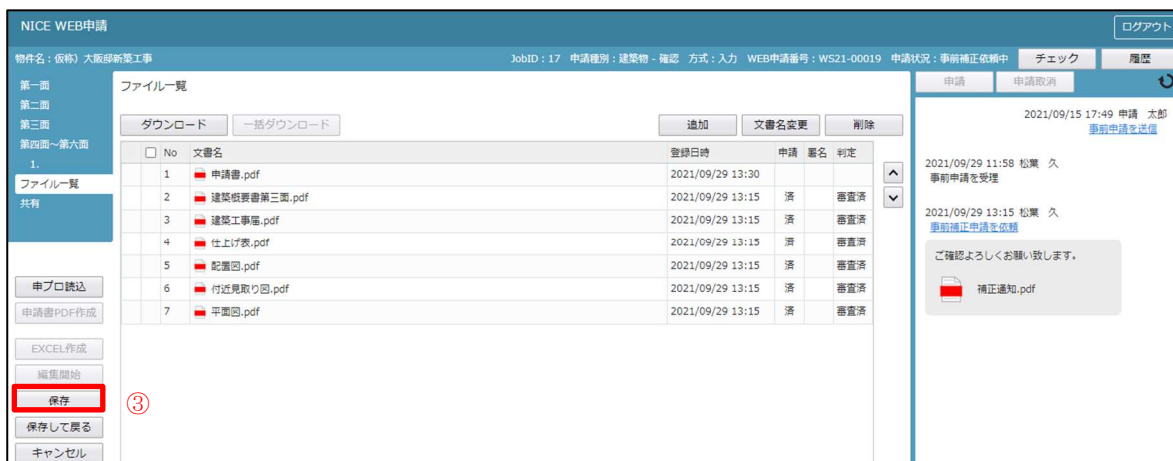 NICE WEB申請
ログアウト
物件名：仮称）大阪邸新築工事
JobID：17 申請種別：建築物 - 確認 方式：入力 WEB申請番号：WS21-00019 申請状況：事前補正依頼中
チェック
履歴
第一面
第二面
第三面
第四面～第六面
1.
ファイル一覧
共有
申プロ読込
申請書PDF作成
EXCEL作成
編集開始
保存
③
保存して戻る
キャンセル
ファイル一覧
ダウンロード
一括ダウンロード
追加
文書名変更
削除
No 文書名 登録日時 申請 署名 判定
1 申請書.pdf 2021/09/29 13:30
2 建築概要書第三面.pdf 2021/09/29 13:15 済 審査済
3 建築工事届.pdf 2021/09/29 13:15 済 審査済
4 仕上げ表.pdf 2021/09/29 13:15 済 審査済
5 配置図.pdf 2021/09/29 13:15 済 審査済
6 付近見取り図.pdf 2021/09/29 13:15 済 審査済
7 平面図.pdf 2021/09/29 13:15 済 審査済
申請
申請取消
2021/09/15 17:49 申請 太郎
事前申請を送信
2021/09/29 11:58 松葉 久
事前申請を受理
2021/09/29 13:15 松葉 久
事前補正申請を依頼
ご確認よろしくお願い致します。
補正通知.pdf